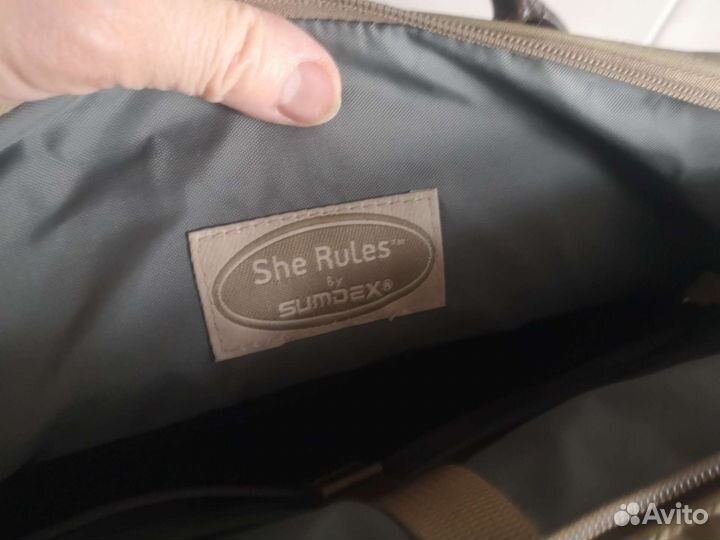 She Rules™
By
SUMDEX®
Avito